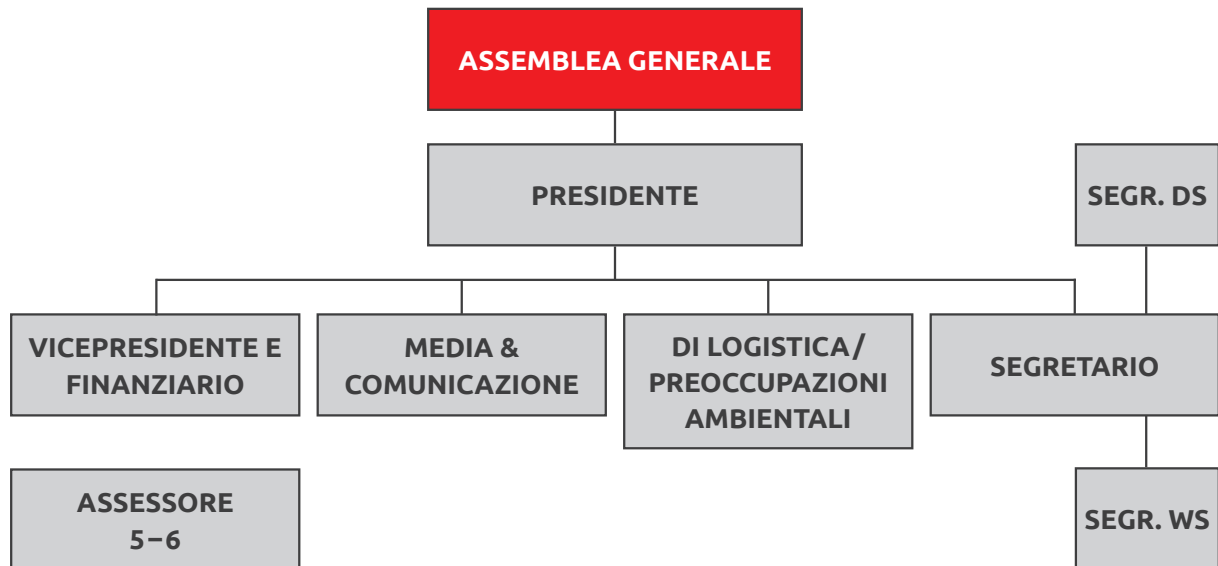 ASSEMBLEA GENERALE
PRESIDENTE
SEGR. DS
VICEPRESIDENTE E
FINANZIARIO
MEDIA &
COMUNICAZIONE
DI LOGISTICA/
PREOCCUPAZIONI
AMBIENTALI
SEGRETARIO
ASSESSORE
5–6
SEGR. WS